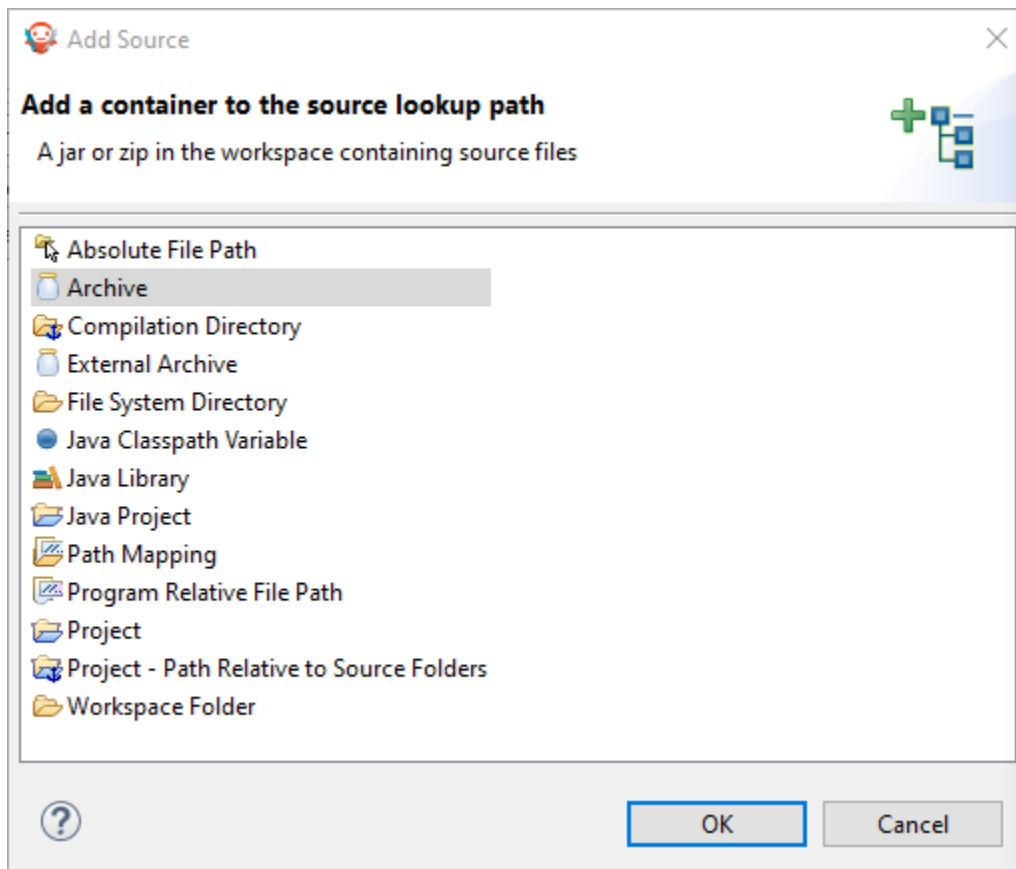 Add Source
Add a container to the source lookup path
A jar or zip in the workspace containing source files
Absolute File Path
Archive
Compilation Directory
External Archive
File System Directory
Java Classpath Variable
Java Library
Java Project
Path Mapping
Program Relative File Path
Project
Project - Path Relative to Source Folders
Workspace Folder
?
OK
Cancel